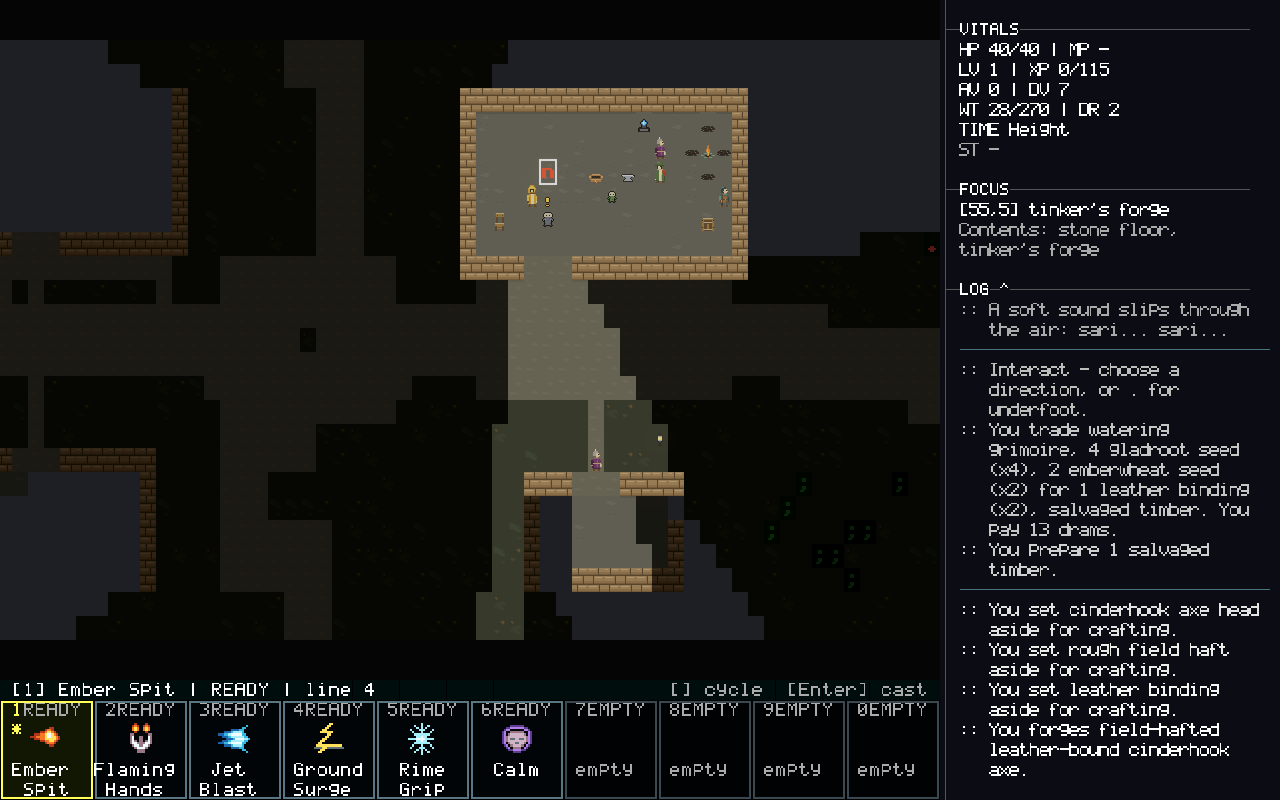 VITALS
HP 40/40 | MP -
LV 1 | XP 0/115
AV 0 | DV 7
WT 28/270 | DR 2
TIME Height
ST -
FOCUS
[55,5] tinker's forge
Contents: stone floor,
tinker's forge
LOG ^
:: A soft sound slips through
the air: sari... sari...
:: Interact - choose a
direction, or . for
underfoot.
:: You trade watering
grimoire, 4 gladroot seed
(x4), 2 emberwheat seed
(x2) for 1 leather binding
(x2), salvaged timber. You
pay 13 drams.
:: You prepare 1 salvaged
timber.
:: You set cinderhook axe head
aside for crafting.
:: You set rough field haft
aside for crafting.
:: You set leather binding
aside for crafting.
:: You forges field-hafted
leather-bound cinderhook
axe.
[1] Ember Spit | READY | line 4 [] cycle [Enter] cast
1READY 2READY 3READY 4READY 5READY 6READY 7EMPTY 8EMPTY 9EMPTY 0EMPTY
*
Ember Flaming Jet Ground Rime Calm empty empty empty empty
Spit Hands Blast Surge Grip